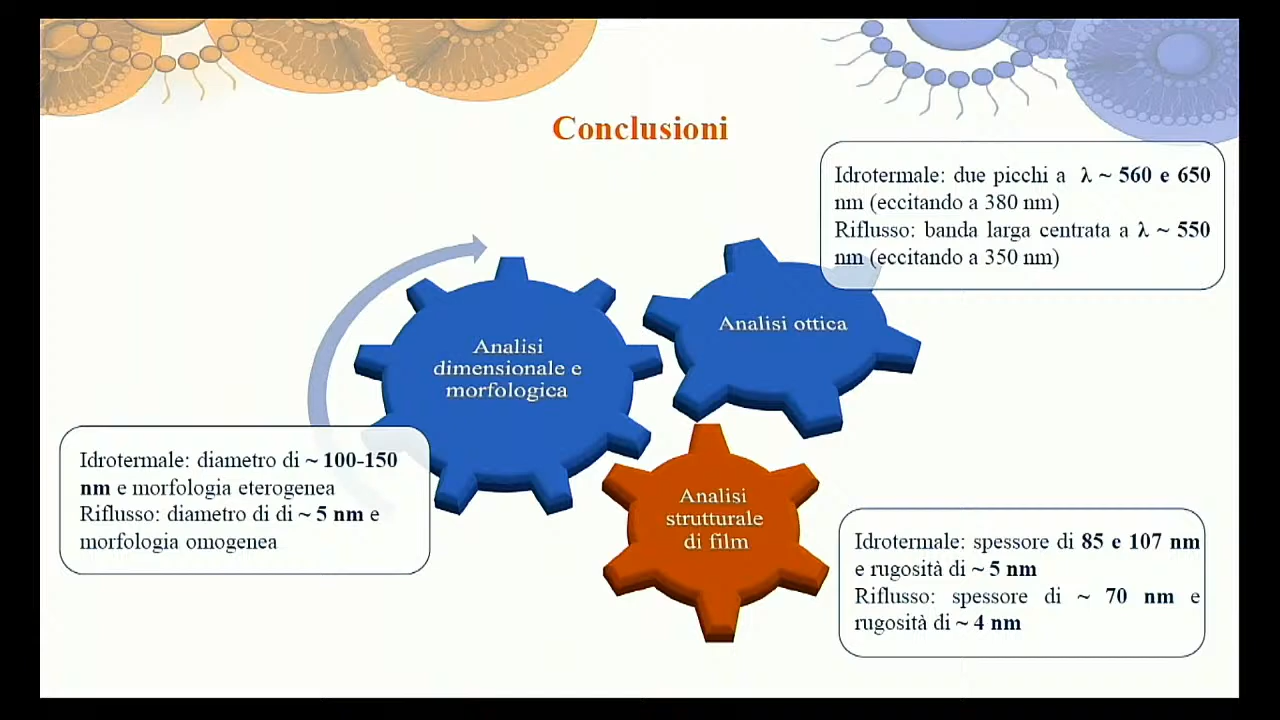 Conclusioni
Idrotermale: due picchi a λ ~ 560 e 650
nm (eccitando a 380 nm)
Riflusso: banda larga centrata a λ ~ 550
nm (eccitando a 350 nm)
Analisi ottica
Analisi
dimensionale e
morfologica
Idrotermale: diametro di ~ 100-150
nm e morfologia eterogenea
Riflusso: diametro di di ~ 5 nm e
morfologia omogenea
Analisi
strutturale
di film
Idrotermale: spessore di 85 e 107 nm
e rugosità di ~ 5 nm
Riflusso: spessore di ~ 70 nm e
rugosità di ~ 4 nm